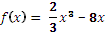 f(x) = 2/3 x³ − 8x